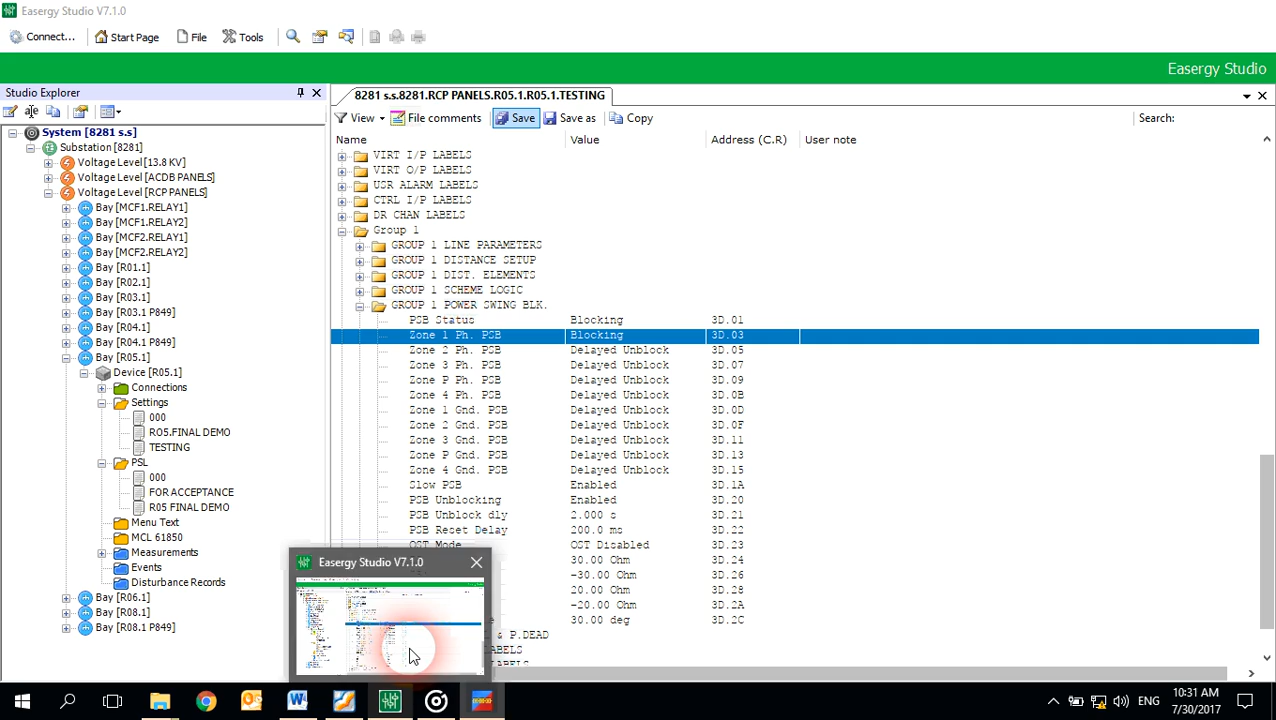 Easergy Studio V7.1.0
Connect... Start Page File Tools
Easergy Studio
Studio Explorer
8281 s.s.8281.RCP PANELS.R05.1.R05.1.TESTING
View File comments Save Save as Copy Search:
Name Value Address (C.R) User note
System [8281 s.s]
Substation [8281]
Voltage Level [13.8 KV]
Voltage Level [ACDB PANELS]
Voltage Level [RCP PANELS]
Bay [MCF1.RELAY1]
Bay [MCF1.RELAY2]
Bay [MCF2.RELAY1]
Bay [MCF2.RELAY2]
Bay [R01.1]
Bay [R02.1]
Bay [R03.1]
Bay [R03.1 P849]
Bay [R04.1]
Bay [R04.1 P849]
Bay [R05.1]
Device [R05.1]
Connections
Settings
000
RO5.FINAL DEMO
TESTING
PSL
000
FOR ACCEPTANCE
R05 FINAL DEMO
Menu Text
MCL 61850
Measurements
Events
Disturbance Records
Bay [R06.1]
Bay [R08.1]
Bay [R08.1 P849]
VIRT I/P LABELS
VIRT O/P LABELS
USR ALARM LABELS
CTRL I/P LABELS
DR CHAN LABELS
Group 1
GROUP 1 LINE PARAMETERS
GROUP 1 DISTANCE SETUP
GROUP 1 DIST. ELEMENTS
GROUP 1 SCHEME LOGIC
GROUP 1 POWER SWING BLK.
PSB Status Blocking 3D.01
Zone 1 Ph. PSB Blocking 3D.03
Zone 2 Ph. PSB Delayed Unblock 3D.05
Zone 3 Ph. PSB Delayed Unblock 3D.07
Zone P Ph. PSB Delayed Unblock 3D.09
Zone 4 Ph. PSB Delayed Unblock 3D.0B
Zone 1 Gnd. PSB Delayed Unblock 3D.0D
Zone 2 Gnd. PSB Delayed Unblock 3D.0F
Zone 3 Gnd. PSB Delayed Unblock 3D.11
Zone P Gnd. PSB Delayed Unblock 3D.13
Zone 4 Gnd. PSB Delayed Unblock 3D.15
Slow PSB Enabled 3D.1A
PSB Unblocking Enabled 3D.20
PSB Unblock dly 2.000 s 3D.21
PSB Reset Delay 200.0 ms 3D.22
OST Mode OST Disabled 3D.23
30.00 Ohm 3D.24
-30.00 Ohm 3D.26
20.00 Ohm 3D.28
-20.00 Ohm 3D.2A
30.00 deg 3D.2C
& P.DEAD
Easergy Studio V7.1.0
ENG
10:31 AM
7/30/2017